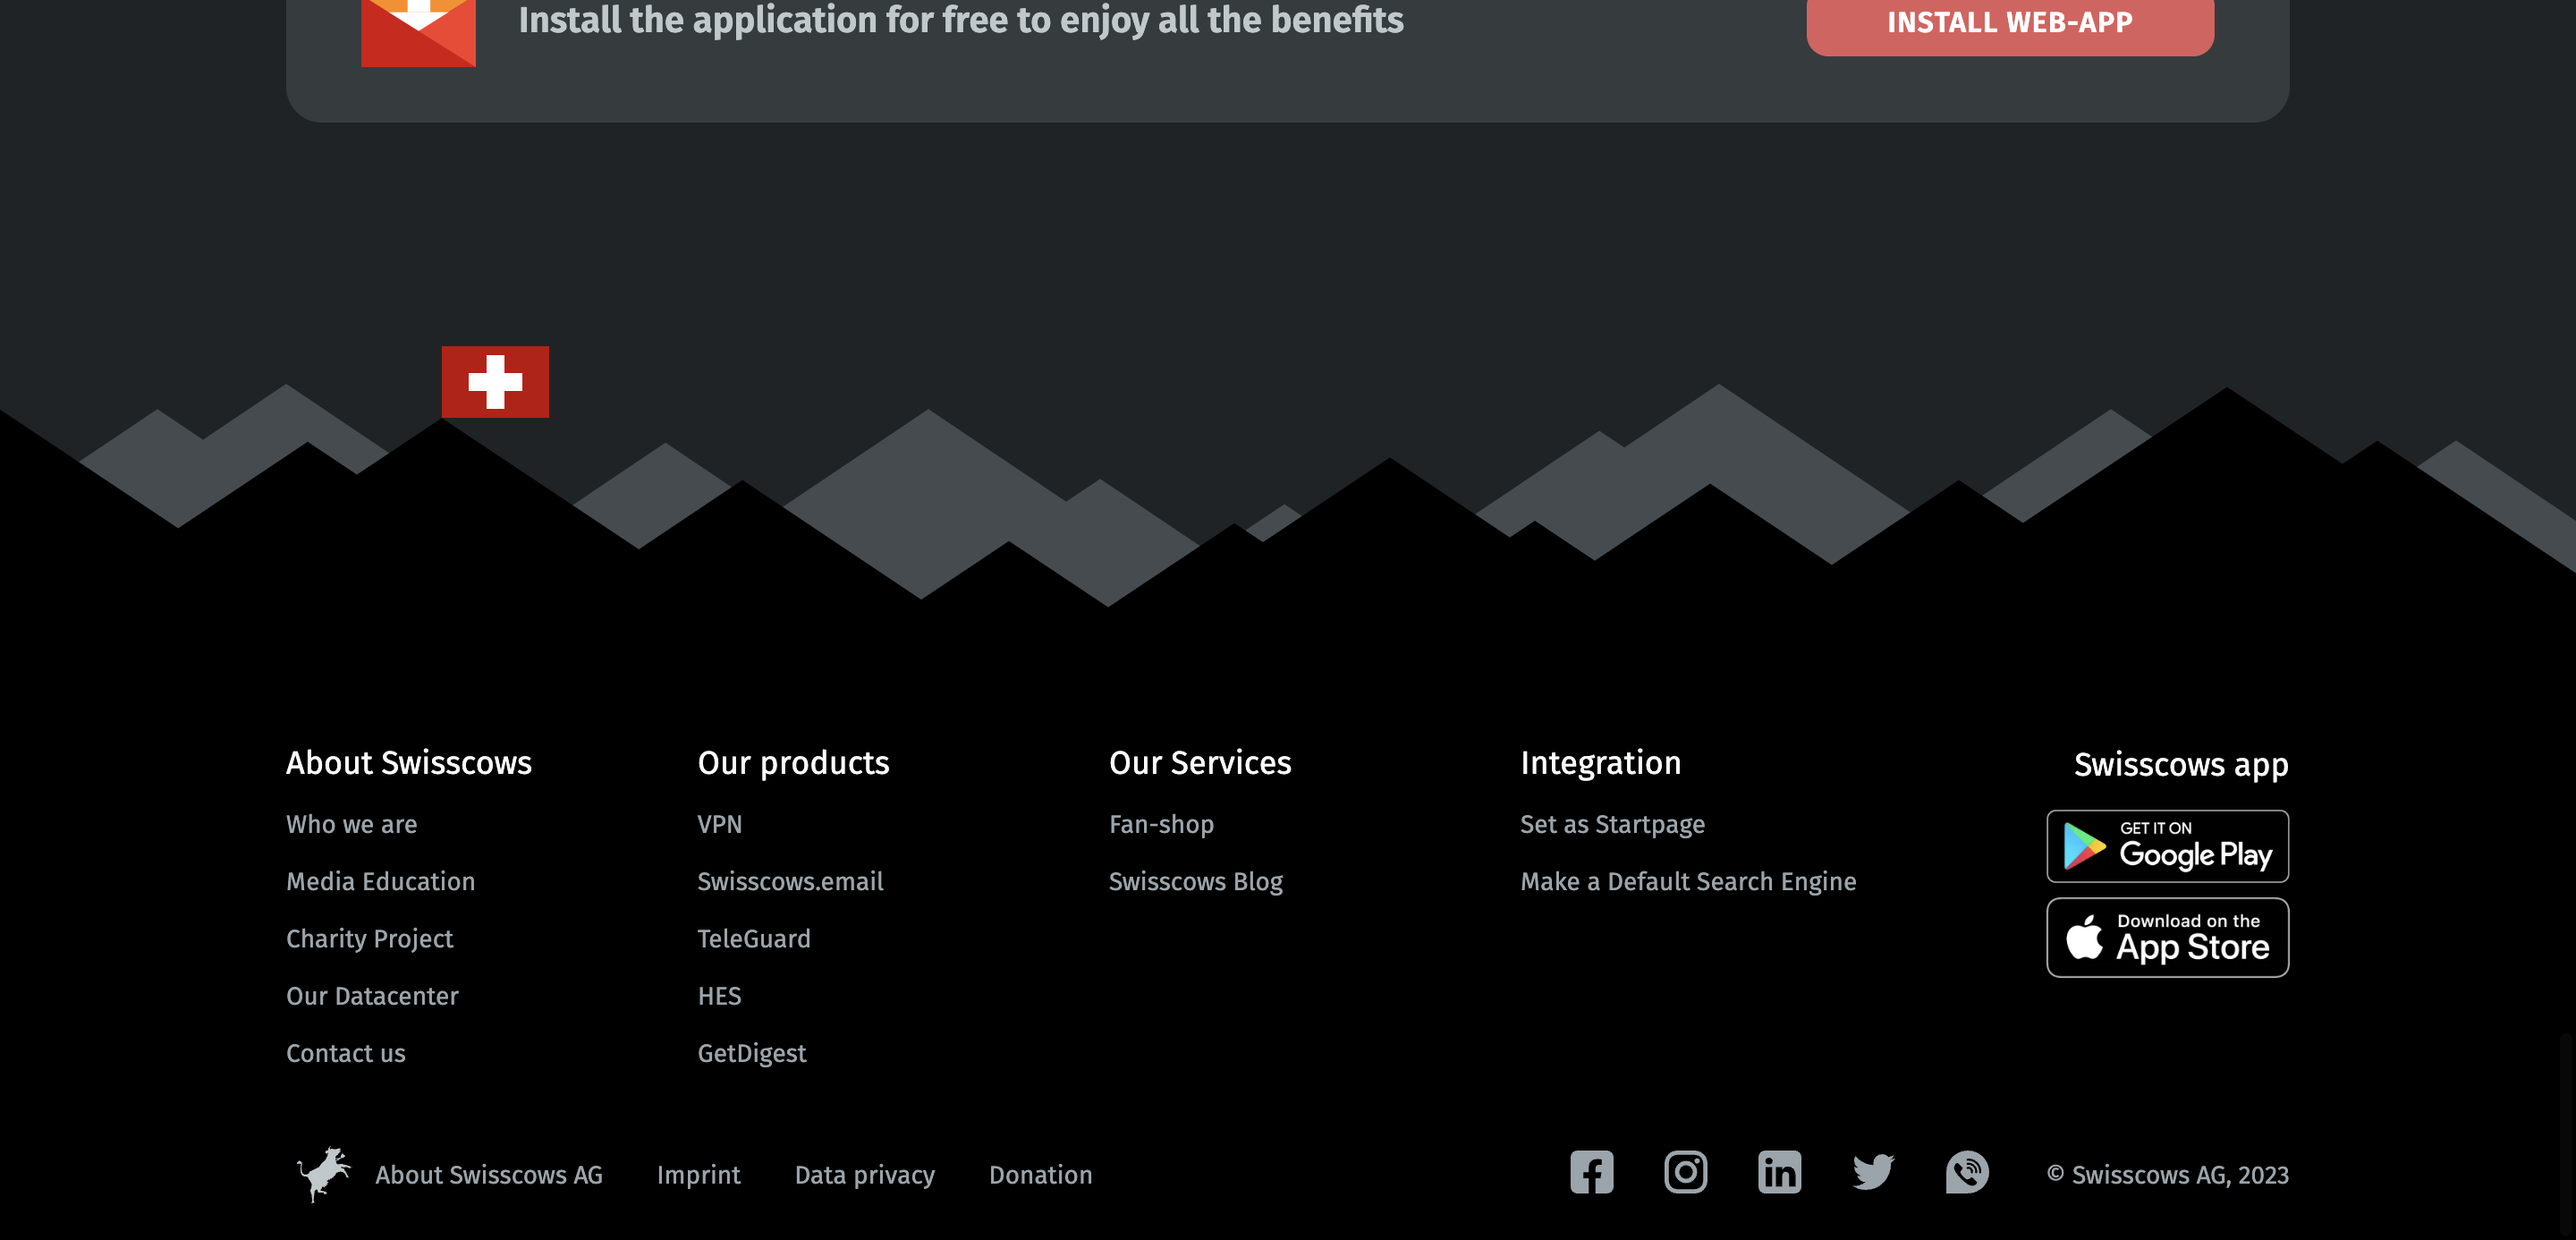 Install the application for free to enjoy all the benefits
INSTALL WEB-APP
About Swisscows
Who we are
Media Education
Charity Project
Our Datacenter
Contact us
Our products
VPN
Swisscows.email
TeleGuard
HES
GetDigest
Our Services
Fan-shop
Swisscows Blog
Integration
Set as Startpage
Make a Default Search Engine
Swisscows app
GET IT ON
Google Play
Download on the
App Store
About Swisscows AG
Imprint
Data privacy
Donation
© Swisscows AG, 2023